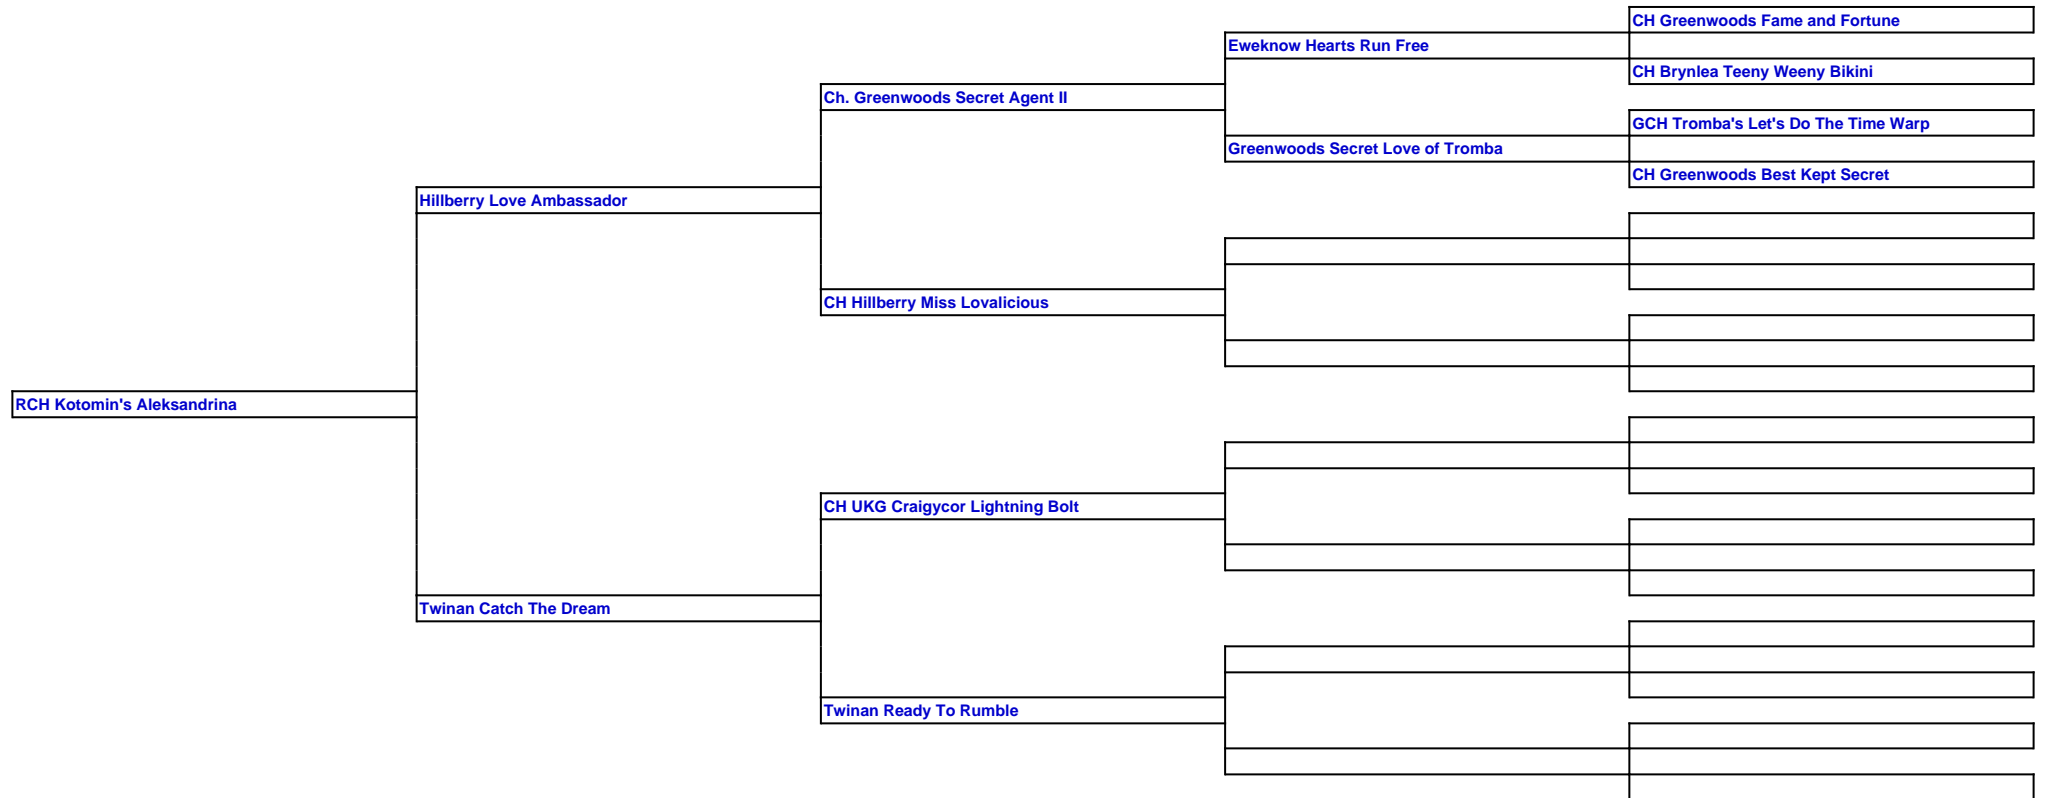 CH Greenwoods Fame and Fortune
Eweknow Hearts Run Free
CH Brynlea Teeny Weeny Bikini
Ch. Greenwoods Secret Agent II
GCH Tromba's Let's Do The Time Warp
Greenwoods Secret Love of Tromba
CH Greenwoods Best Kept Secret
Hillberry Love Ambassador
CH Hillberry Miss Lovalicious
RCH Kotomin's Aleksandrina
CH UKG Craigycor Lightning Bolt
Twinan Catch The Dream
Twinan Ready To Rumble